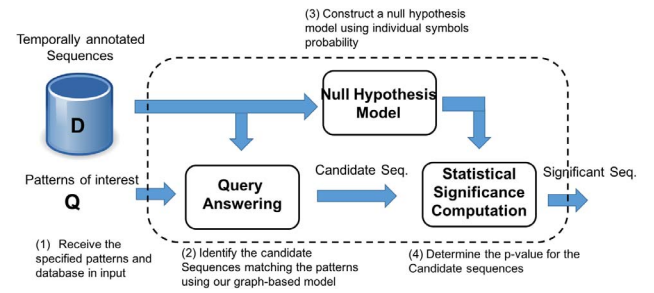 (3) Construct a null hypothesis
model using individual symbols
probability
Temporally annotated
Sequences
D
Null Hypothesis
Model
Patterns of interest
Q
Query
Answering
Candidate Seq.
Statistical
Significance
Computation
Significant Seq.
(1) Receive the
specified patterns and
database in input
(2) Identify the candidate
Sequences matching the patterns
using our graph-based model
(4) Determine the p-value for the
Candidate sequences